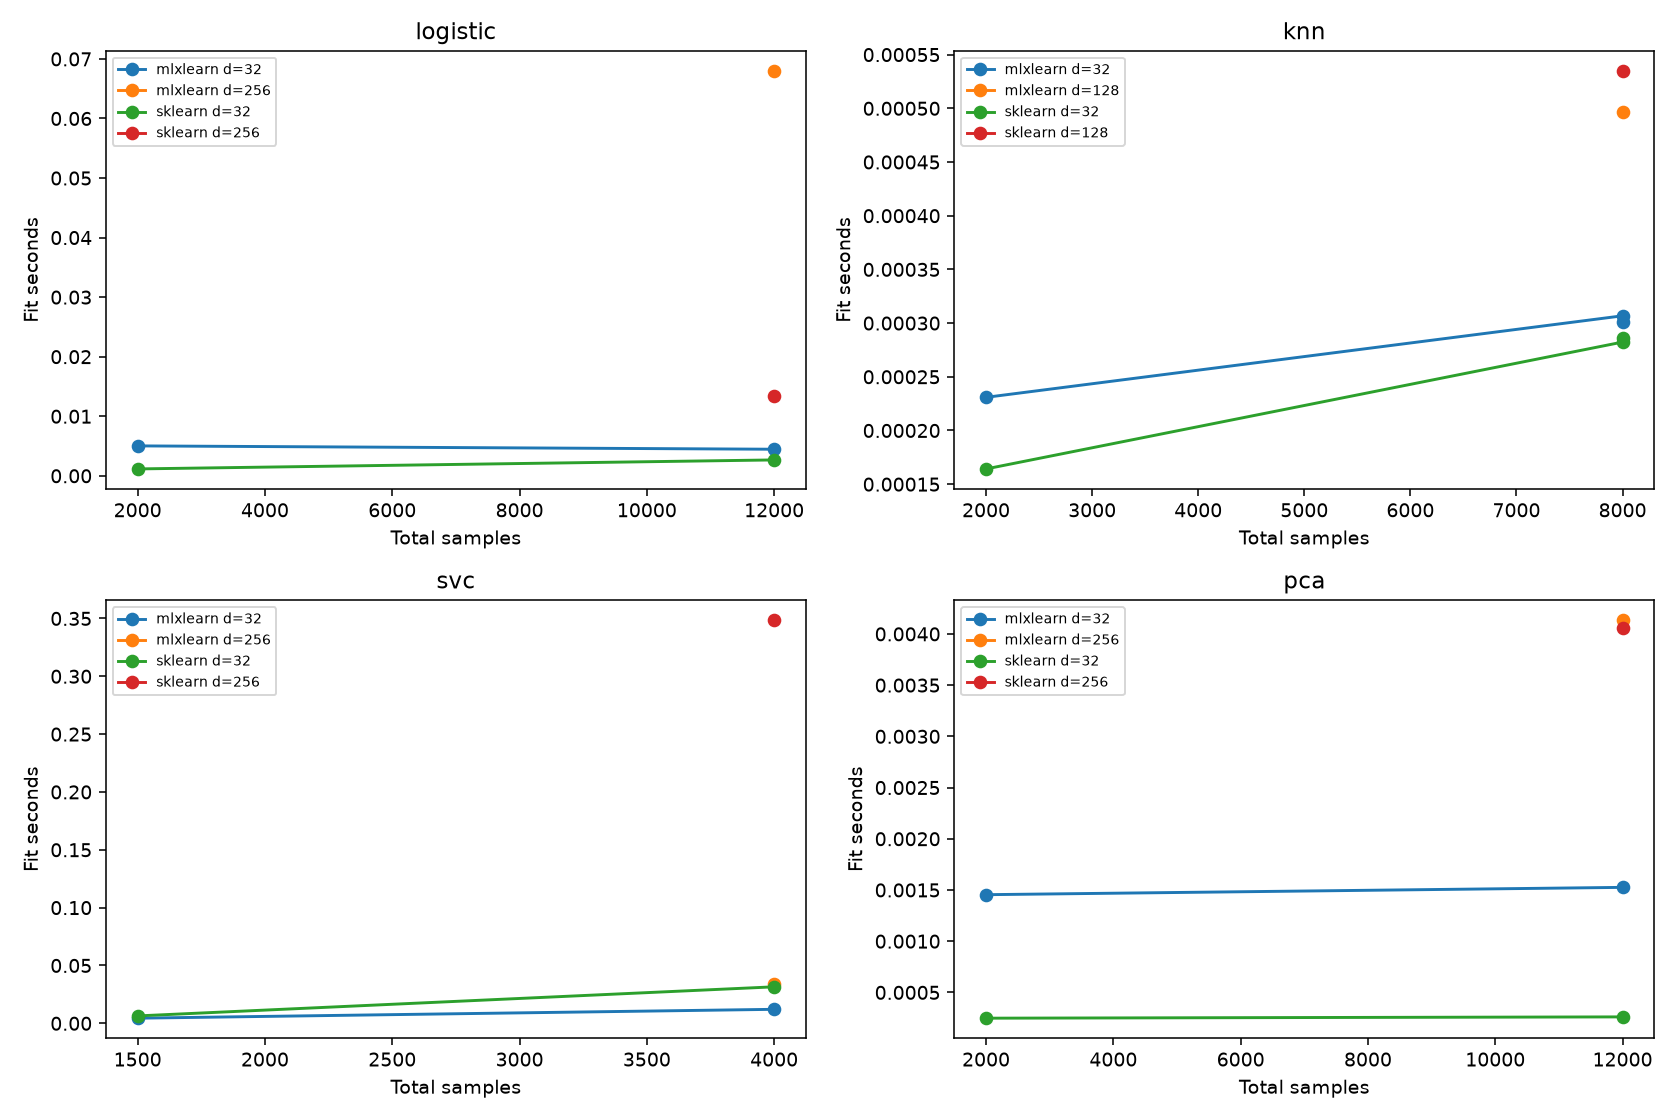 logistic
0.07
0.06
0.05
0.04
0.03
0.02
0.01
0.00
Fit seconds
mlxlearn d=32
mlxlearn d=256
sklearn d=32
sklearn d=256
2000 4000 6000 8000 10000 12000
Total samples
knn
0.00055
0.00050
0.00045
0.00040
0.00035
0.00030
0.00025
0.00020
0.00015
Fit seconds
mlxlearn d=32
mlxlearn d=128
sklearn d=32
sklearn d=128
2000 3000 4000 5000 6000 7000 8000
Total samples
svc
0.35
0.30
0.25
0.20
0.15
0.10
0.05
0.00
Fit seconds
mlxlearn d=32
mlxlearn d=256
sklearn d=32
sklearn d=256
1500 2000 2500 3000 3500 4000
Total samples
pca
0.0040
0.0035
0.0030
0.0025
0.0020
0.0015
0.0010
0.0005
Fit seconds
mlxlearn d=32
mlxlearn d=256
sklearn d=32
sklearn d=256
2000 4000 6000 8000 10000 12000
Total samples